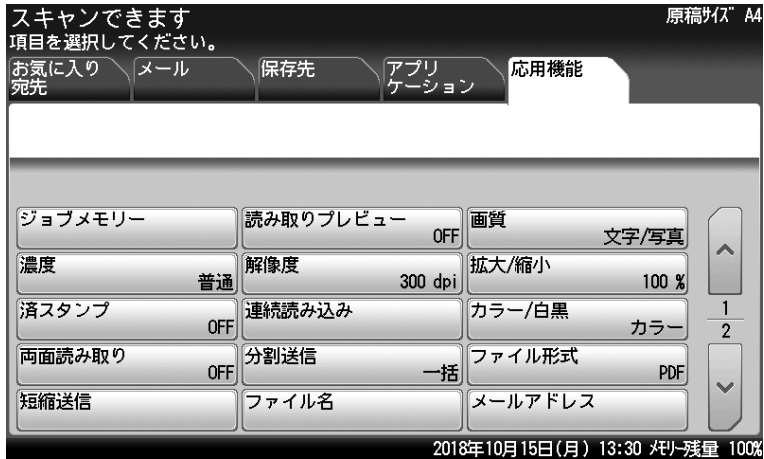 スキャンできます
原稿ｻｲｽﾞ A4
項目を選択してください。
お気に入り
宛先
メール
保存先
アプリ
ケーション
応用機能
ジョブメモリー
読み取りプレビュー
OFF
画質
文字/写真
濃度
普通
解像度
300 dpi
拡大/縮小
100 %
済スタンプ
OFF
連続読み込み
カラー/白黒
カラー
1
2
両面読み取り
OFF
分割送信
一括
ファイル形式
PDF
短縮送信
ファイル名
メールアドレス
2018年10月15日(月) 13:30 ﾒﾓﾘｰ残量 100%